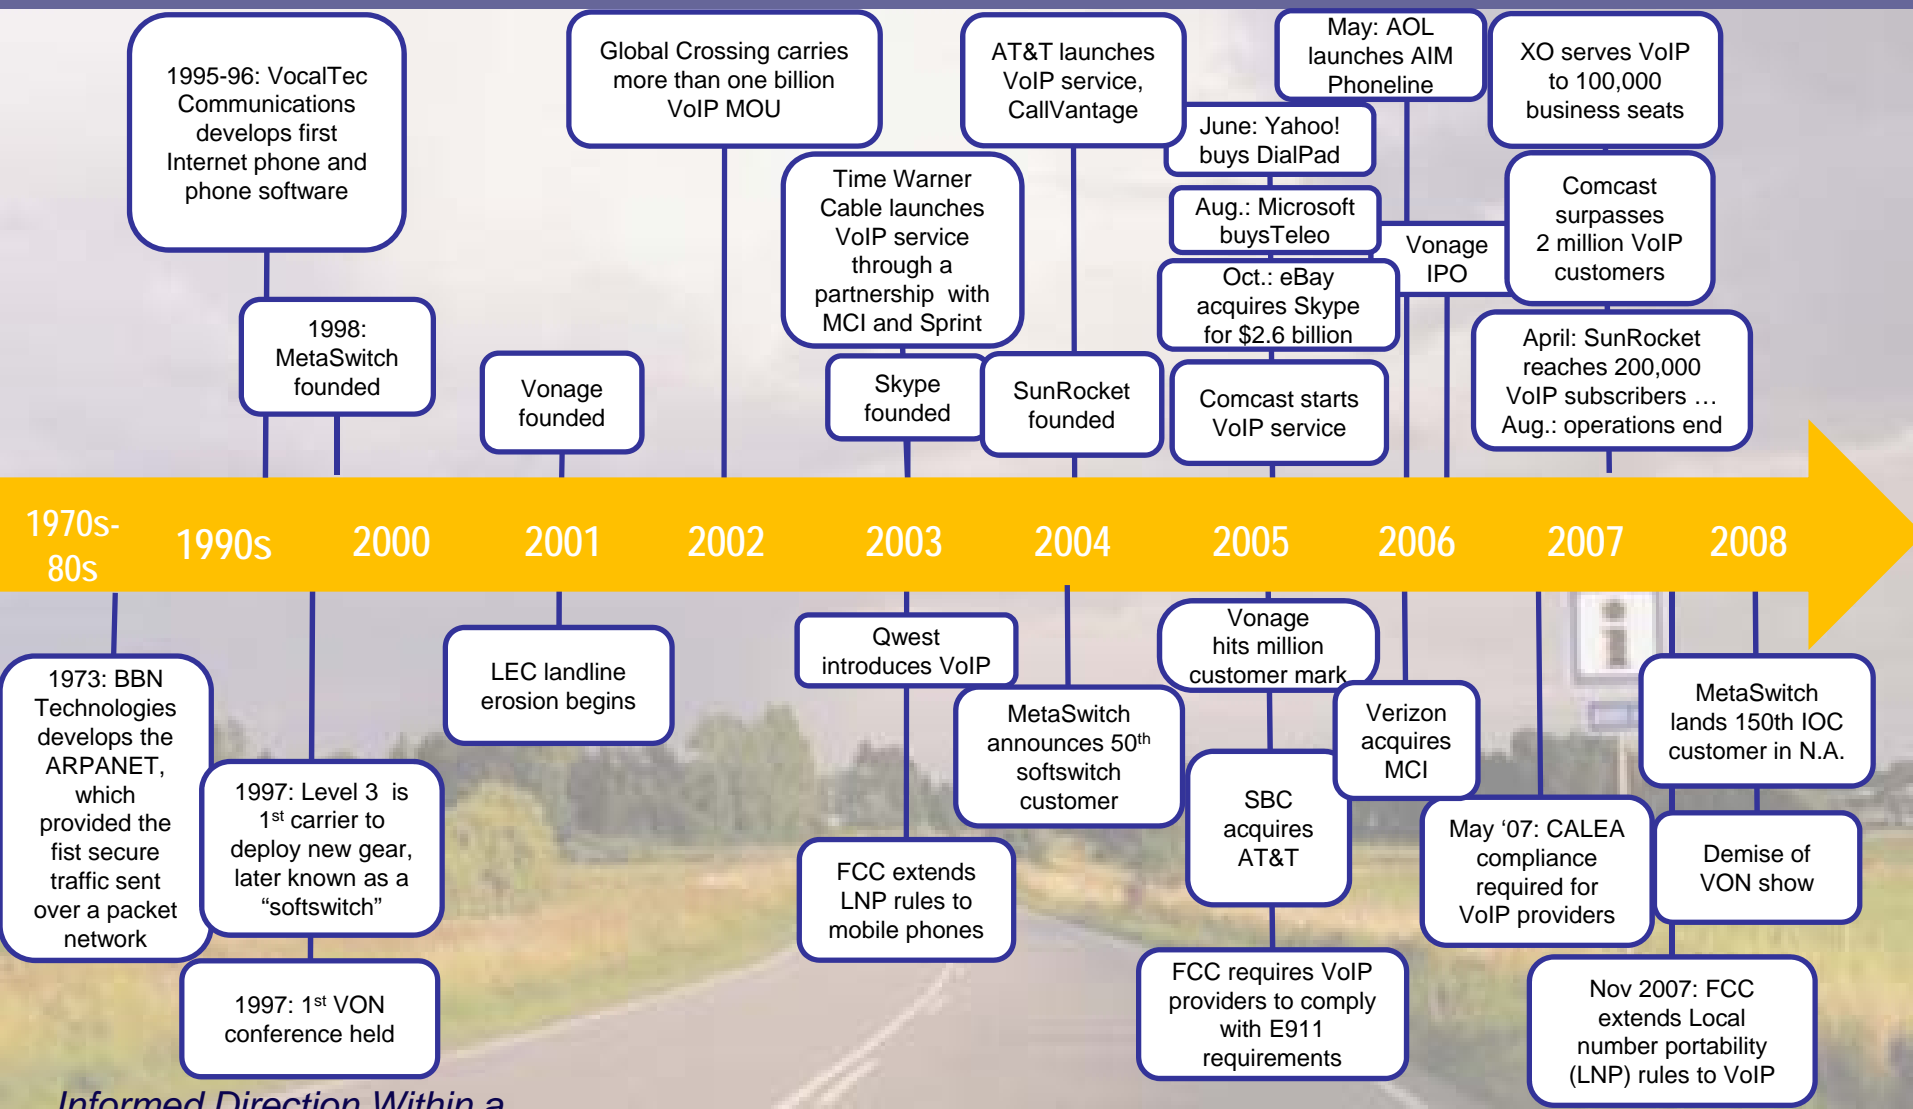 1995-96: VocalTec
Communications
develops first
Internet phone and
phone software
Global Crossing carries
more than one billion
VoIP MOU
AT&T launches
VoIP service,
CallVantage
May: AOL
launches AIM
Phoneline
XO serves VoIP
to 100,000
business seats
June: Yahoo!
buys DialPad
Time Warner
Cable launches
VoIP service
through a
partnership with
MCI and Sprint
Aug.: Microsoft
buysTeleo
Vonage
IPO
Comcast
surpasses
2 million VoIP
customers
Oct.: eBay
acquires Skype
for $2.6 billion
1998:
MetaSwitch
founded
Vonage
founded
Skype
founded
SunRocket
founded
Comcast starts
VoIP service
April: SunRocket
reaches 200,000
VoIP subscribers …
Aug.: operations end
1970s-
80s
1990s
2000
2001
2002
2003
2004
2005
2006
2007
2008
1973: BBN
Technologies
develops the
ARPANET,
which
provided the
fist secure
traffic sent
over a packet
network
1997: Level 3 is
1st carrier to
deploy new gear,
later known as a
“softswitch”
1997: 1st VON
conference held
LEC landline
erosion begins
Qwest
introduces VoIP
FCC extends
LNP rules to
mobile phones
MetaSwitch
announces 50th
softswitch
customer
Vonage
hits million
customer mark
SBC
acquires
AT&T
FCC requires VoIP
providers to comply
with E911
requirements
Verizon
acquires
MCI
May ‘07: CALEA
compliance
required for
VoIP providers
i
MetaSwitch
lands 150th IOC
customer in N.A.
Demise of
VON show
Nov 2007: FCC
extends Local
number portability
(LNP) rules to VoIP
Informed Direction Within a